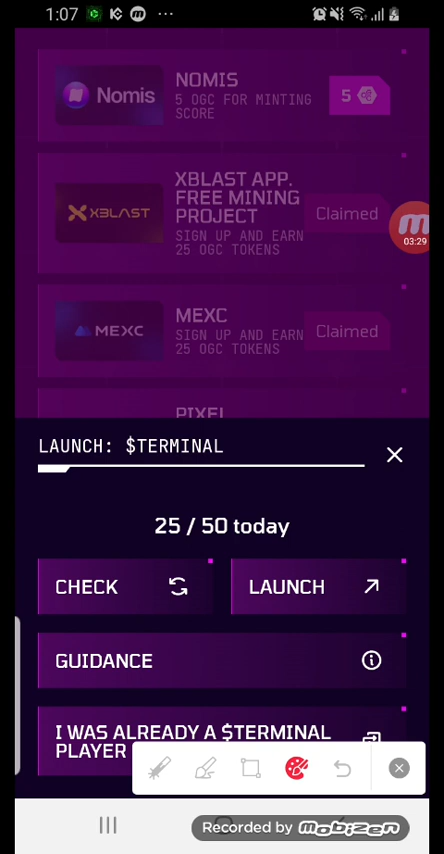 1:07
Nomis
NOMIS
5 OGC FOR MINTING
SCORE
5
XBLAST
XBLAST APP.
FREE MINING
PROJECT
SIGN UP AND EARN
25 OGC TOKENS
Claimed
03:29
MEXC
MEXC
SIGN UP AND EARN
25 OGC TOKENS
Claimed
PIXEL
LAUNCH: $TERMINAL
25 / 50 today
CHECK
LAUNCH
GUIDANCE
I WAS ALREADY A $TERMINAL
PLAYER
Recorded by Mobizen